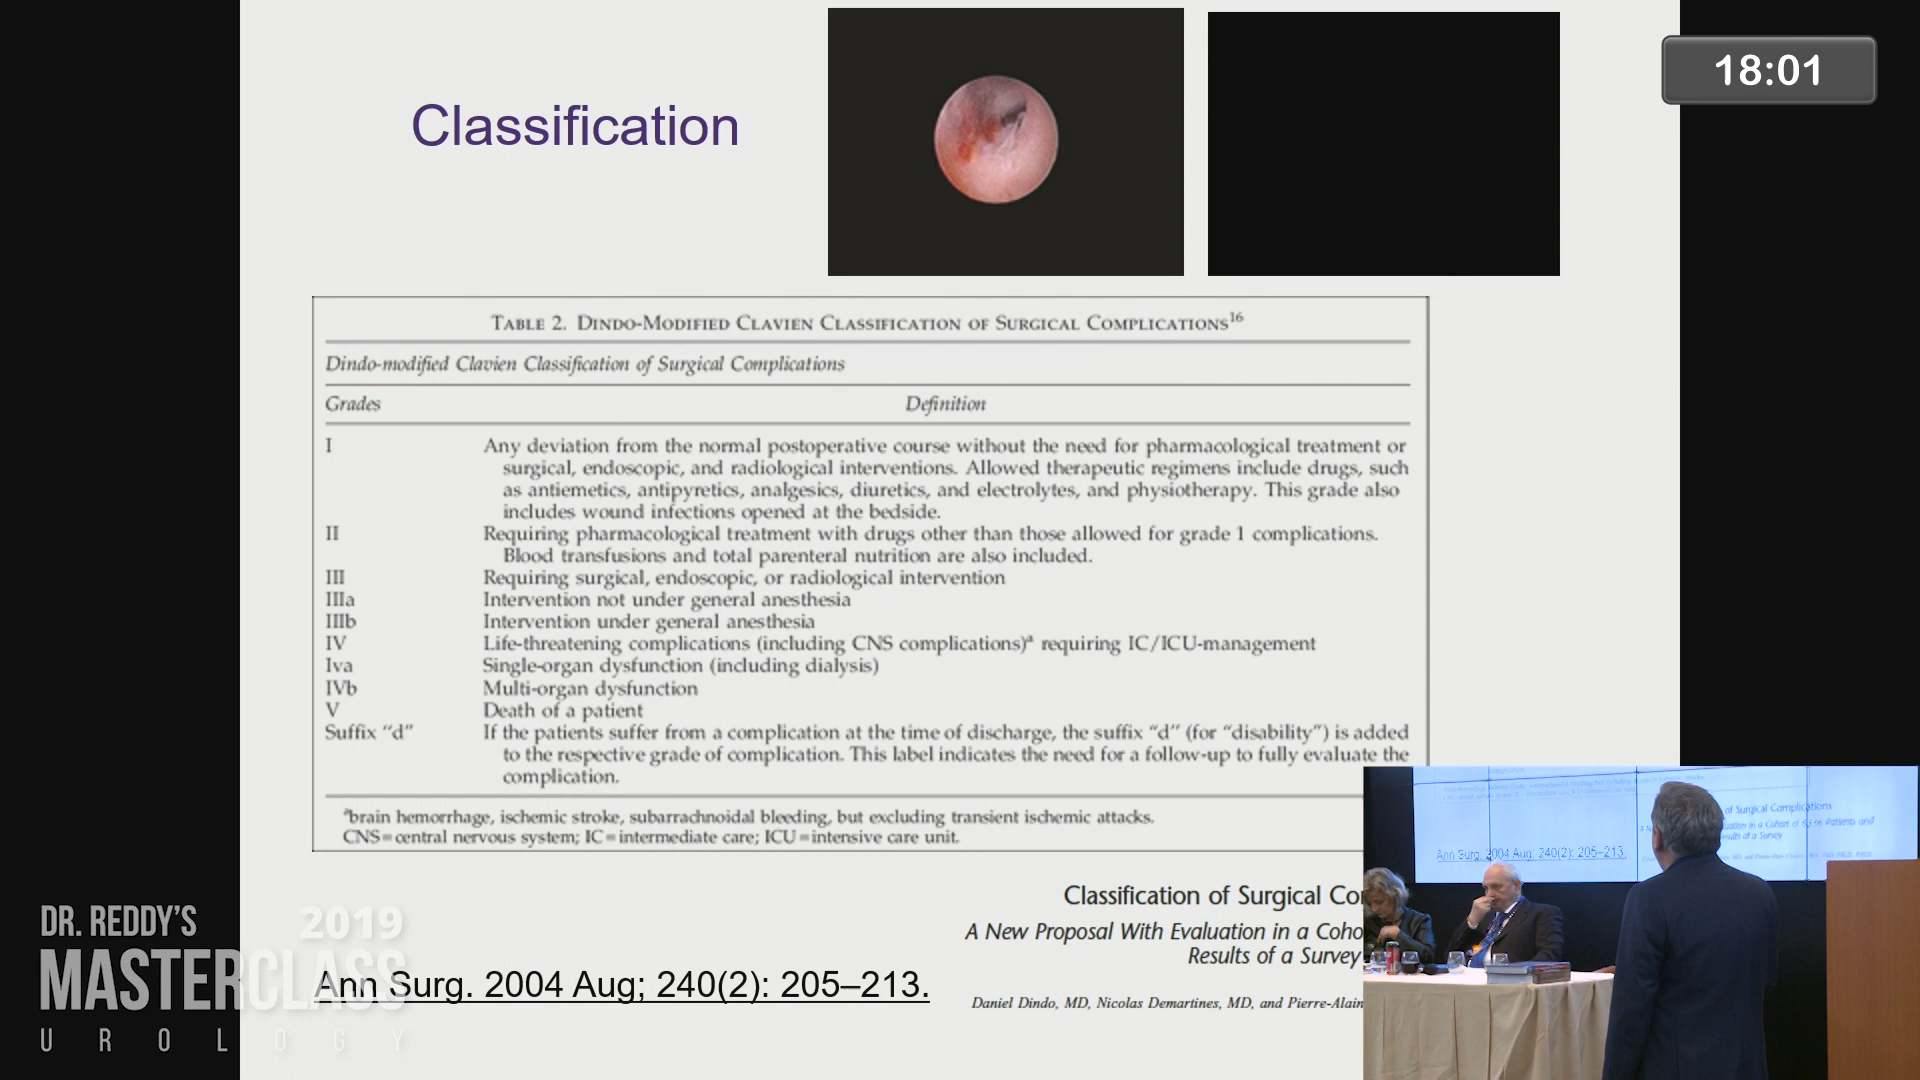 18:01
Classification
TABLE 2. DINDO-MODIFIED CLAVIEN CLASSIFICATION OF SURGICAL COMPLICATIONS16
Dindo-modified Clavien Classification of Surgical Complications
Grades Definition
I Any deviation from the normal postoperative course without the need for pharmacological treatment or
surgical, endoscopic, and radiological interventions. Allowed therapeutic regimens include drugs, such
as antiemetics, antipyretics, analgesics, diuretics, and electrolytes, and physiotherapy. This grade also
includes wound infections opened at the bedside.
II Requiring pharmacological treatment with drugs other than those allowed for grade 1 complications.
Blood transfusions and total parenteral nutrition are also included.
III Requiring surgical, endoscopic, or radiological intervention
IIIa Intervention not under general anesthesia
IIIb Intervention under general anesthesia
IV Life-threatening complications (including CNS complications)a requiring IC/ICU-management
Iva Single-organ dysfunction (including dialysis)
IVb Multi-organ dysfunction
V Death of a patient
Suffix “d” If the patients suffer from a complication at the time of discharge, the suffix “d” (for “disability”) is added
to the respective grade of complication. This label indicates the need for a follow-up to fully evaluate the
complication.
abrain hemorrhage, ischemic stroke, subarrachnoidal bleeding, but excluding transient ischemic attacks.
CNS=central nervous system; IC=intermediate care; ICU=intensive care unit.
Classification of Surgical Co
A New Proposal With Evaluation in a Coho
Results of a Survey
Ann Surg. 2004 Aug; 240(2): 205–213.
Daniel Dindo, MD, Nicolas Demartines, MD, and Pierre-Alain
DR. REDDY'S 2019
MASTERCLASS
UROLOGY
of Surgical Complications
Patients and
Results of a Survey
Ann Surg. 2004 Aug; 240(2): 205–213.